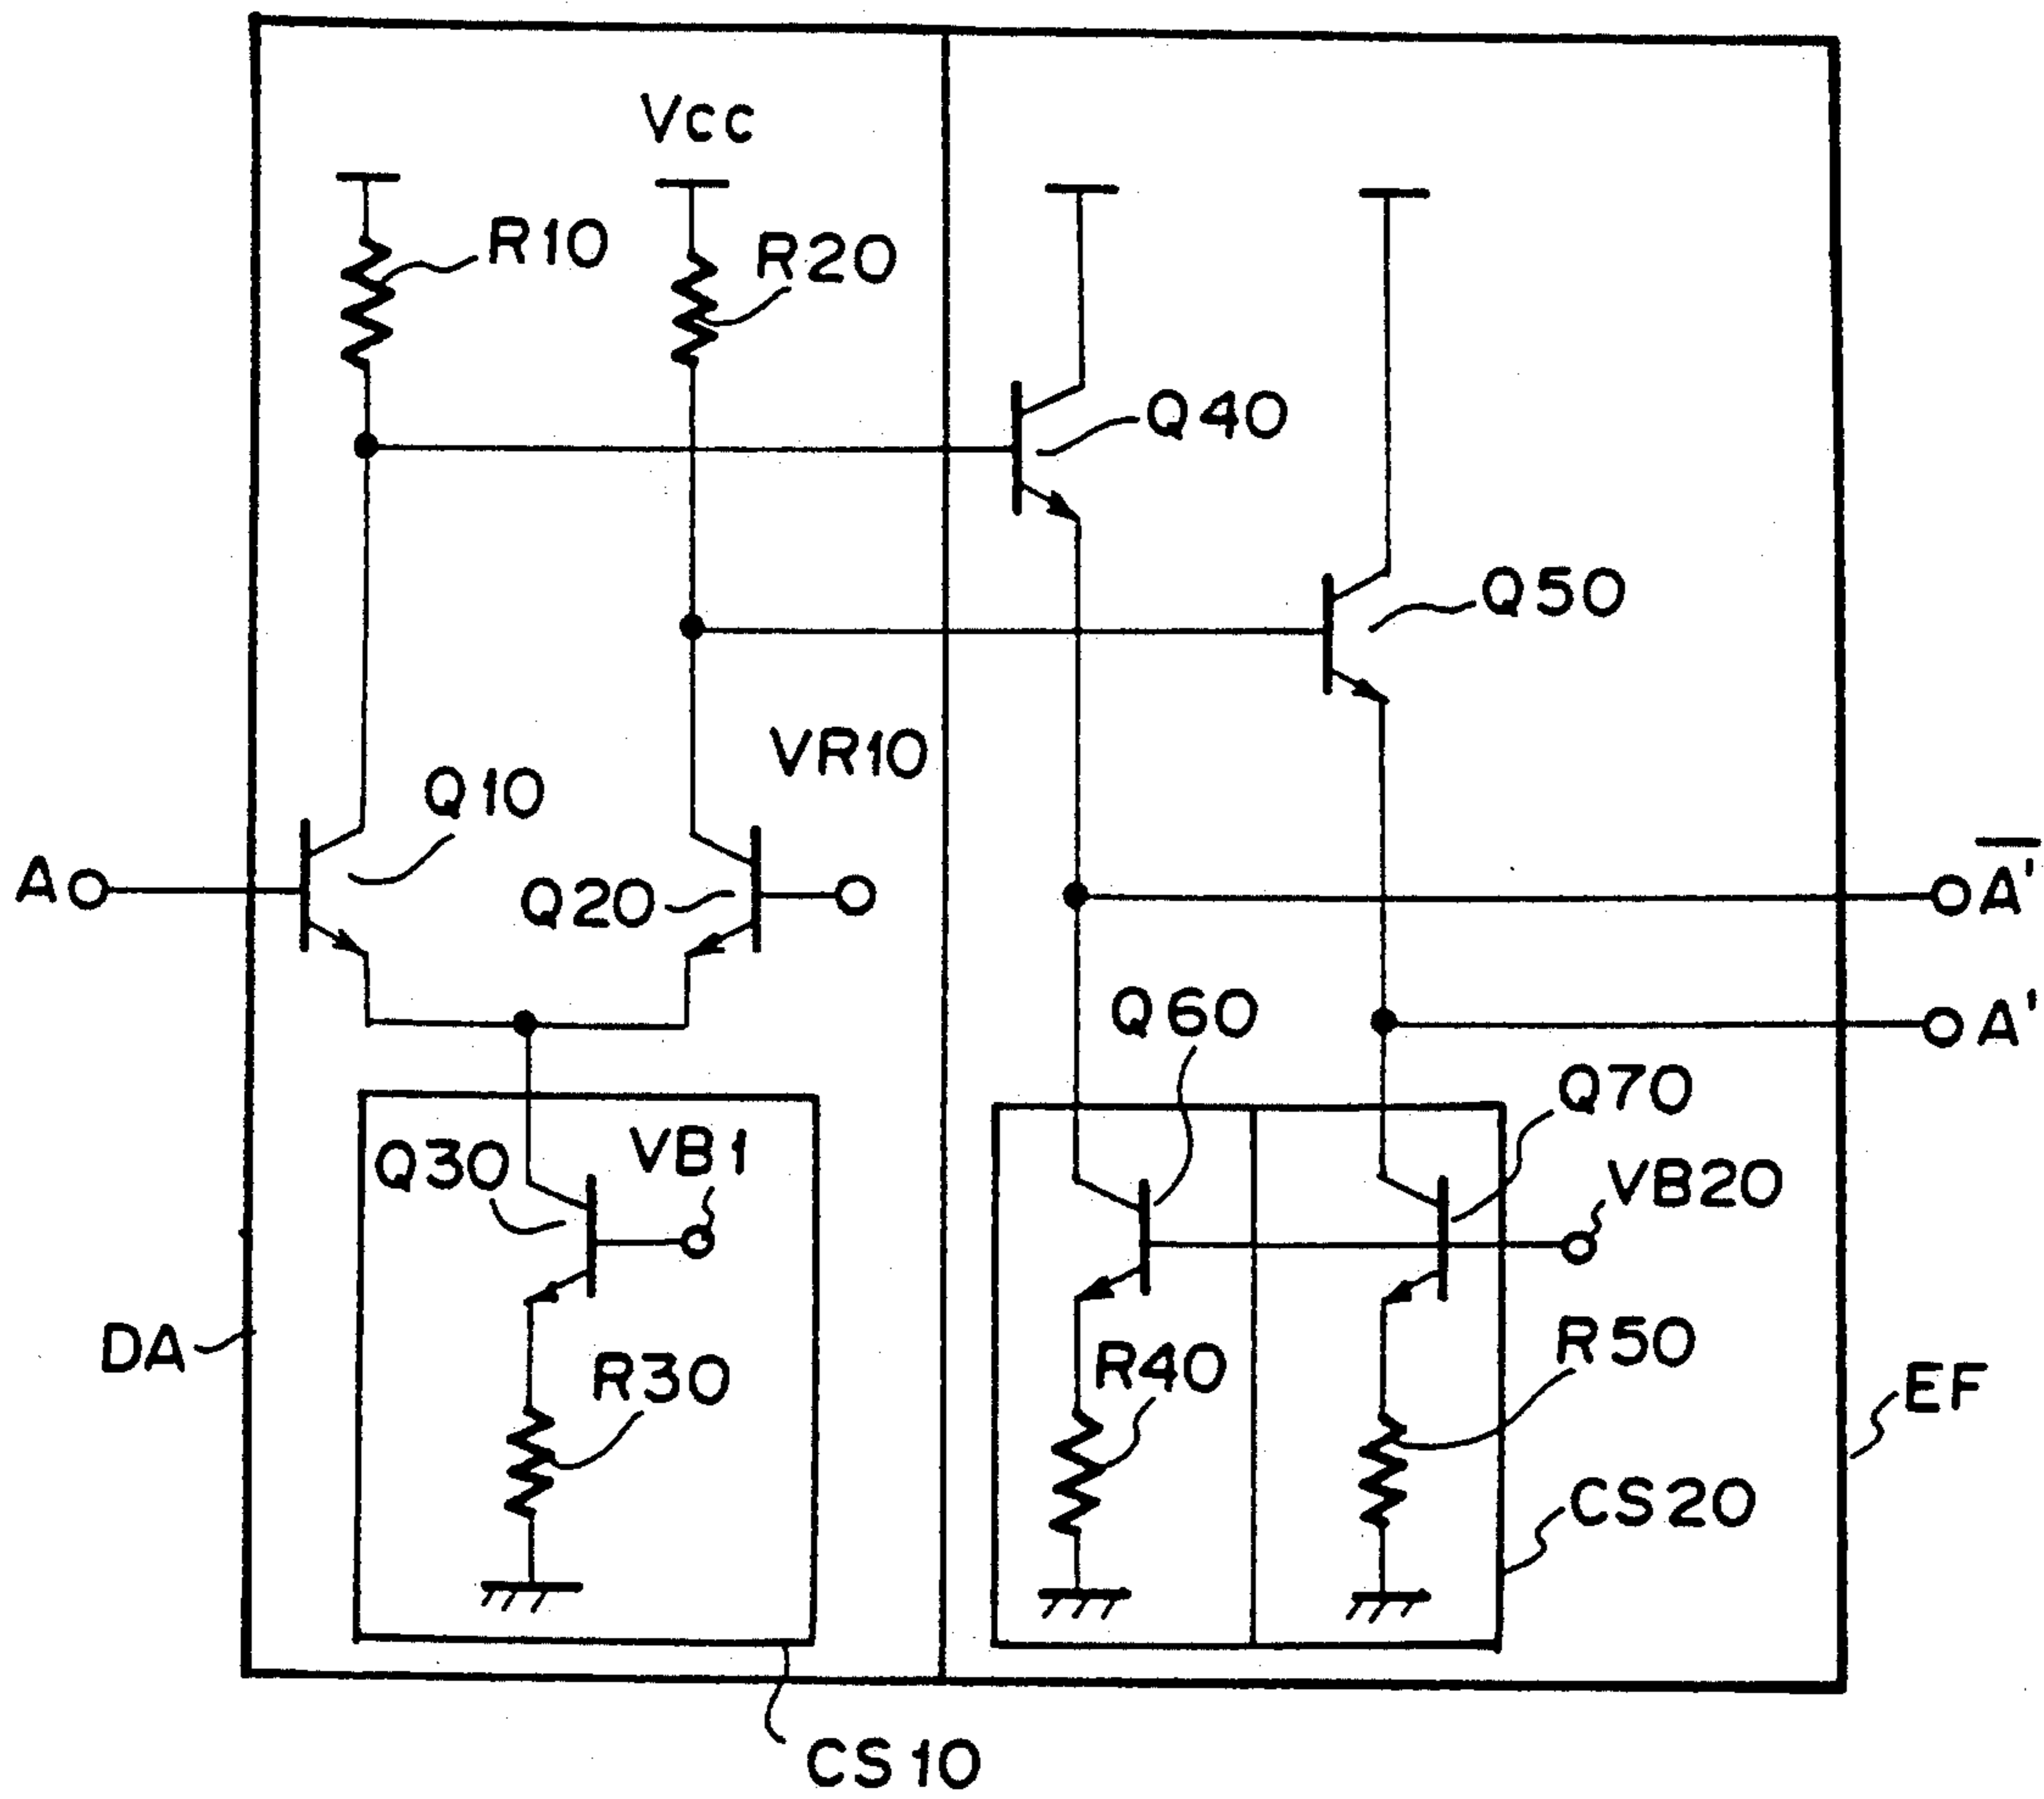 Vcc
R10
R20
Q40
Q50
VR10
Q10
A
Q20
A̅'̅
Q60
A'
Q70
Q30
VB1
VB20
DA
R30
R40
R50
EF
CS20
CS10